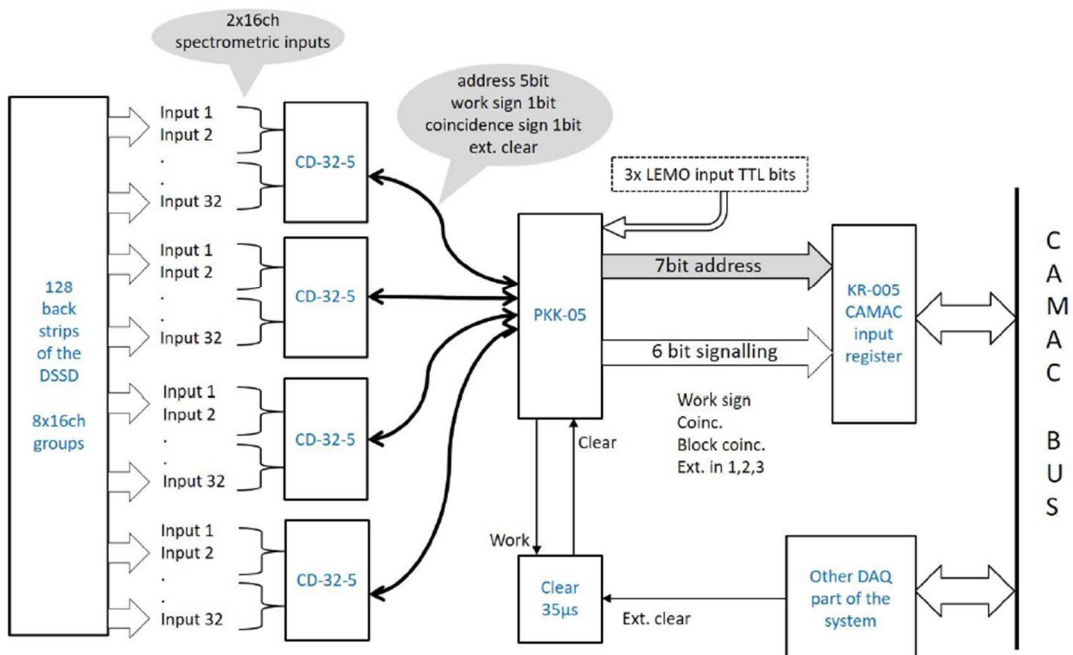 2x16ch
spectrometric inputs
address 5bit
work sign 1bit
coincidence sign 1bit
ext. clear
128
back
strips
of the
DSSD
8x16ch
groups
Input 1
Input 2
.
.
Input 32
CD-32-5
Input 1
Input 2
.
.
Input 32
CD-32-5
Input 1
Input 2
.
.
Input 32
CD-32-5
Input 1
Input 2
.
.
Input 32
CD-32-5
3x LEMO input TTL bits
PKK-05
7bit address
6 bit signalling
Work sign
Coinc.
Block coinc.
Ext. in 1,2,3
KR-005
CAMAC
input
register
Clear
Work
Clear
35µs
Ext. clear
Other DAQ
part of the
system
C
A
M
A
C
B
U
S